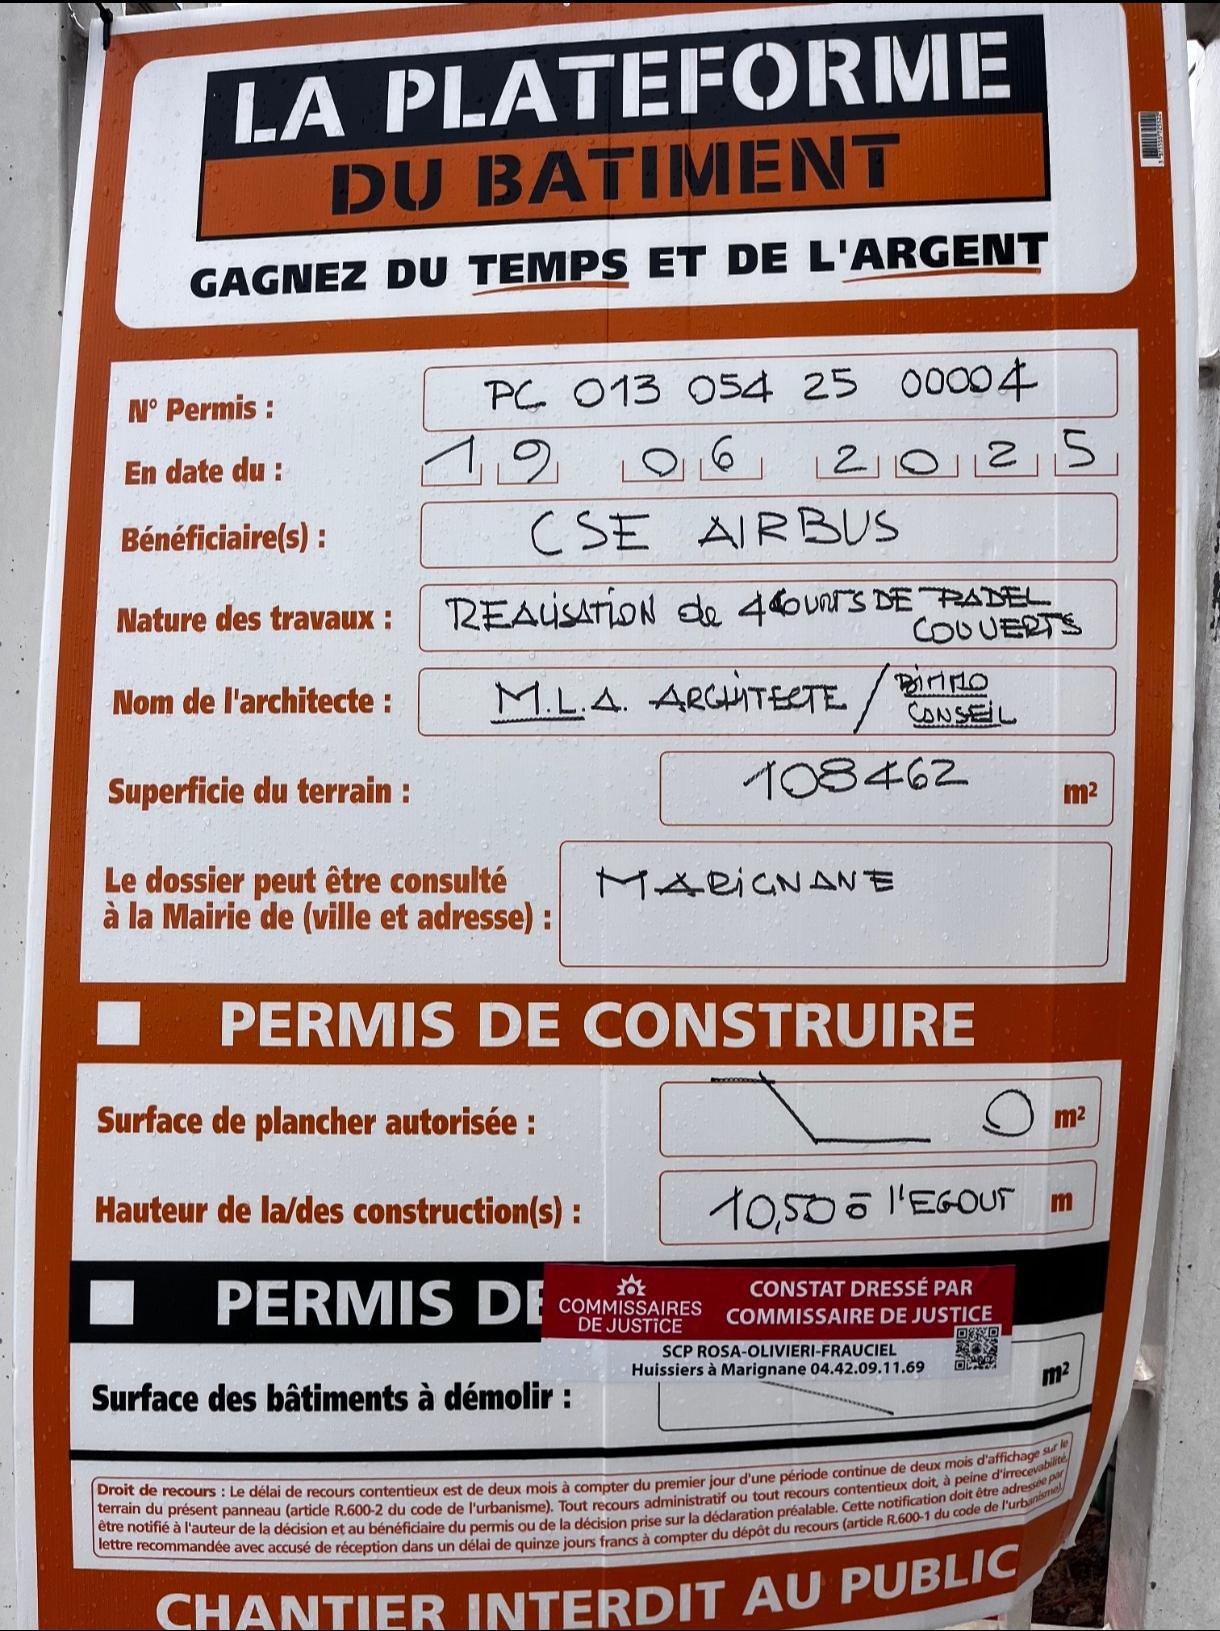 LA PLATEFORME
DU BATIMENT
GAGNEZ DU TEMPS ET DE L'ARGENT
N° Permis : PC 013 054 25 00004
En date du : 19 06 2025
Bénéficiaire(s) : CSE AIRBUS
Nature des travaux : REALISATION de 4 COURTS DE PADEL
COUVERTS
Nom de l'architecte : M.L.A. ARCHITECTE / DIMMO
CONSEIL
Superficie du terrain : 108462 m²
Le dossier peut être consulté
à la Mairie de (ville et adresse) : MARIGNANE
PERMIS DE CONSTRUIRE
Surface de plancher autorisée : 0 m²
Hauteur de la/des construction(s) : 10,50 à l'EGOUT m
PERMIS DE
COMMISSAIRES
DE JUSTICE
CONSTAT DRESSÉ PAR
COMMISSAIRE DE JUSTICE
SCP ROSA-OLIVIERI-FRAUCIEL
Huissiers à Marignane 04.42.09.11.69
Surface des bâtiments à démolir : m²
Droit de recours : Le délai de recours contentieux est de deux mois à compter du premier jour d'une période continue de deux mois d'affichage sur le
terrain du présent panneau (article R.600-2 du code de l'urbanisme). Tout recours administratif ou tout recours contentieux doit, à peine d'irrecevabilité,
être notifié à l'auteur de la décision et au bénéficiaire du permis ou de la décision prise sur la déclaration préalable. Cette notification doit être adressée par
lettre recommandée avec accusé de réception dans un délai de quinze jours francs à compter du dépôt du recours (article R.600-1 du code de l'urbanisme).
CHANTIER INTERDIT AU PUBLIC